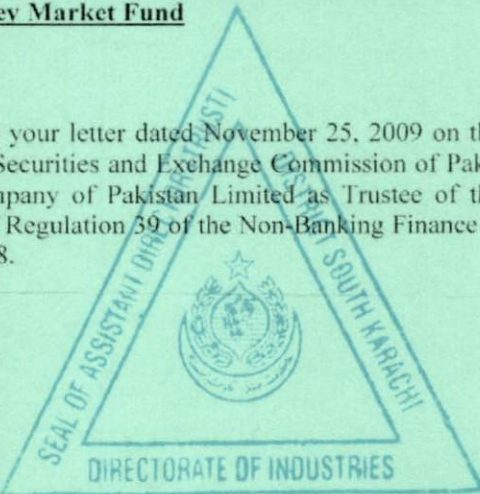 ey Market Fund
your letter dated November 25, 2009 on th
Securities and Exchange Commission of Pak
mpany of Pakistan Limited as Trustee of th
Regulation 39 of the Non-Banking Finance
8.
SEAL OF ASSISTANT DIRECTOR
DISTRICT SOUTH KARACHI
DIRECTORATE OF INDUSTRIES